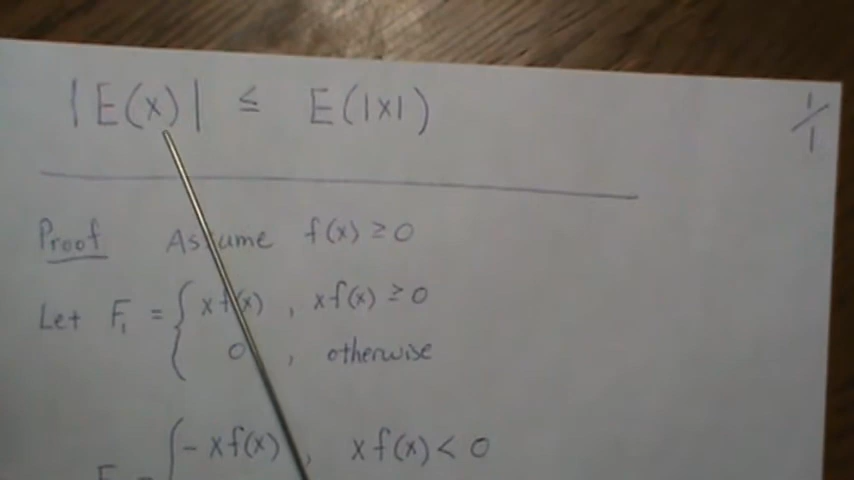 |E(x)| ≤ E(|x|)
1/1
Proof Assume f(x) ≥ 0
Let F₁ = { xf(x) , xf(x) ≥ 0
0 , otherwise
{ -xf(x) , xf(x) < 0